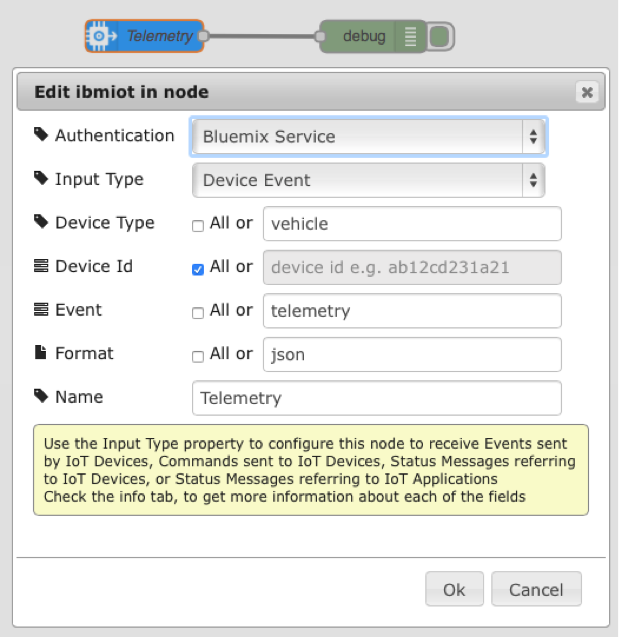 Telemetry debug
Edit ibmiot in node
Authentication Bluemix Service
Input Type Device Event
Device Type All or vehicle
Device Id All or device id e.g. ab12cd231a21
Event All or telemetry
Format All or json
Name Telemetry
Use the Input Type property to configure this node to receive Events sent
by IoT Devices, Commands sent to IoT Devices, Status Messages referring
to IoT Devices, or Status Messages referring to IoT Applications
Check the info tab, to get more information about each of the fields
Ok Cancel